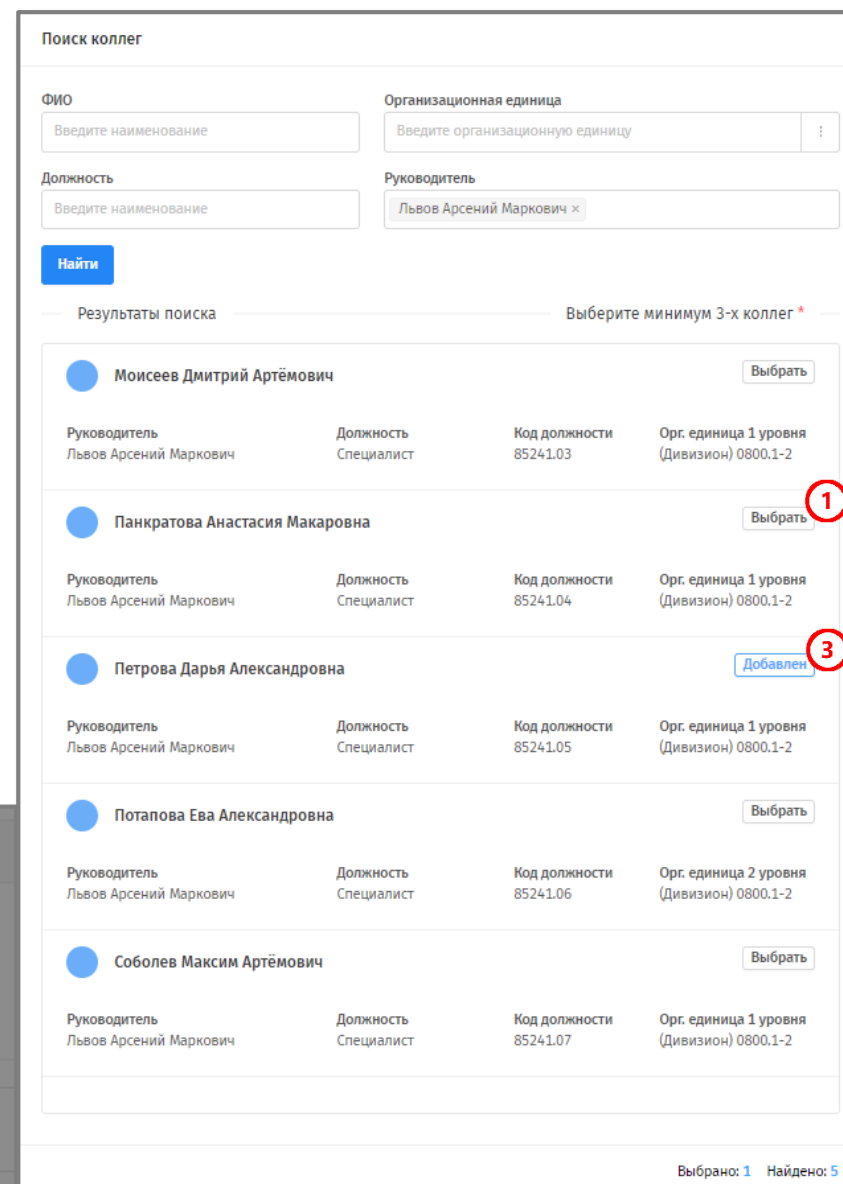 Поиск коллег
ФИО Организационная единица
Введите наименование Введите организационную единицу
Должность Руководитель
Введите наименование Львов Арсений Маркович ×
Найти
Результаты поиска Выберите минимум 3-х коллег *
Моисеев Дмитрий Артёмович Выбрать
Руководитель Должность Код должности Орг. единица 1 уровня
Львов Арсений Маркович Специалист 85241.03 (Дивизион) 0800.1-2
1
Панкратова Анастасия Макаровна Выбрать
Руководитель Должность Код должности Орг. единица 1 уровня
Львов Арсений Маркович Специалист 85241.04 (Дивизион) 0800.1-2
3
Петрова Дарья Александровна Добавлен
Руководитель Должность Код должности Орг. единица 1 уровня
Львов Арсений Маркович Специалист 85241.05 (Дивизион) 0800.1-2
Потапова Ева Александровна Выбрать
Руководитель Должность Код должности Орг. единица 2 уровня
Львов Арсений Маркович Специалист 85241.06 (Дивизион) 0800.1-2
Соболев Максим Артёмович Выбрать
Руководитель Должность Код должности Орг. единица 1 уровня
Львов Арсений Маркович Специалист 85241.07 (Дивизион) 0800.1-2
Выбрано: 1 Найдено: 5